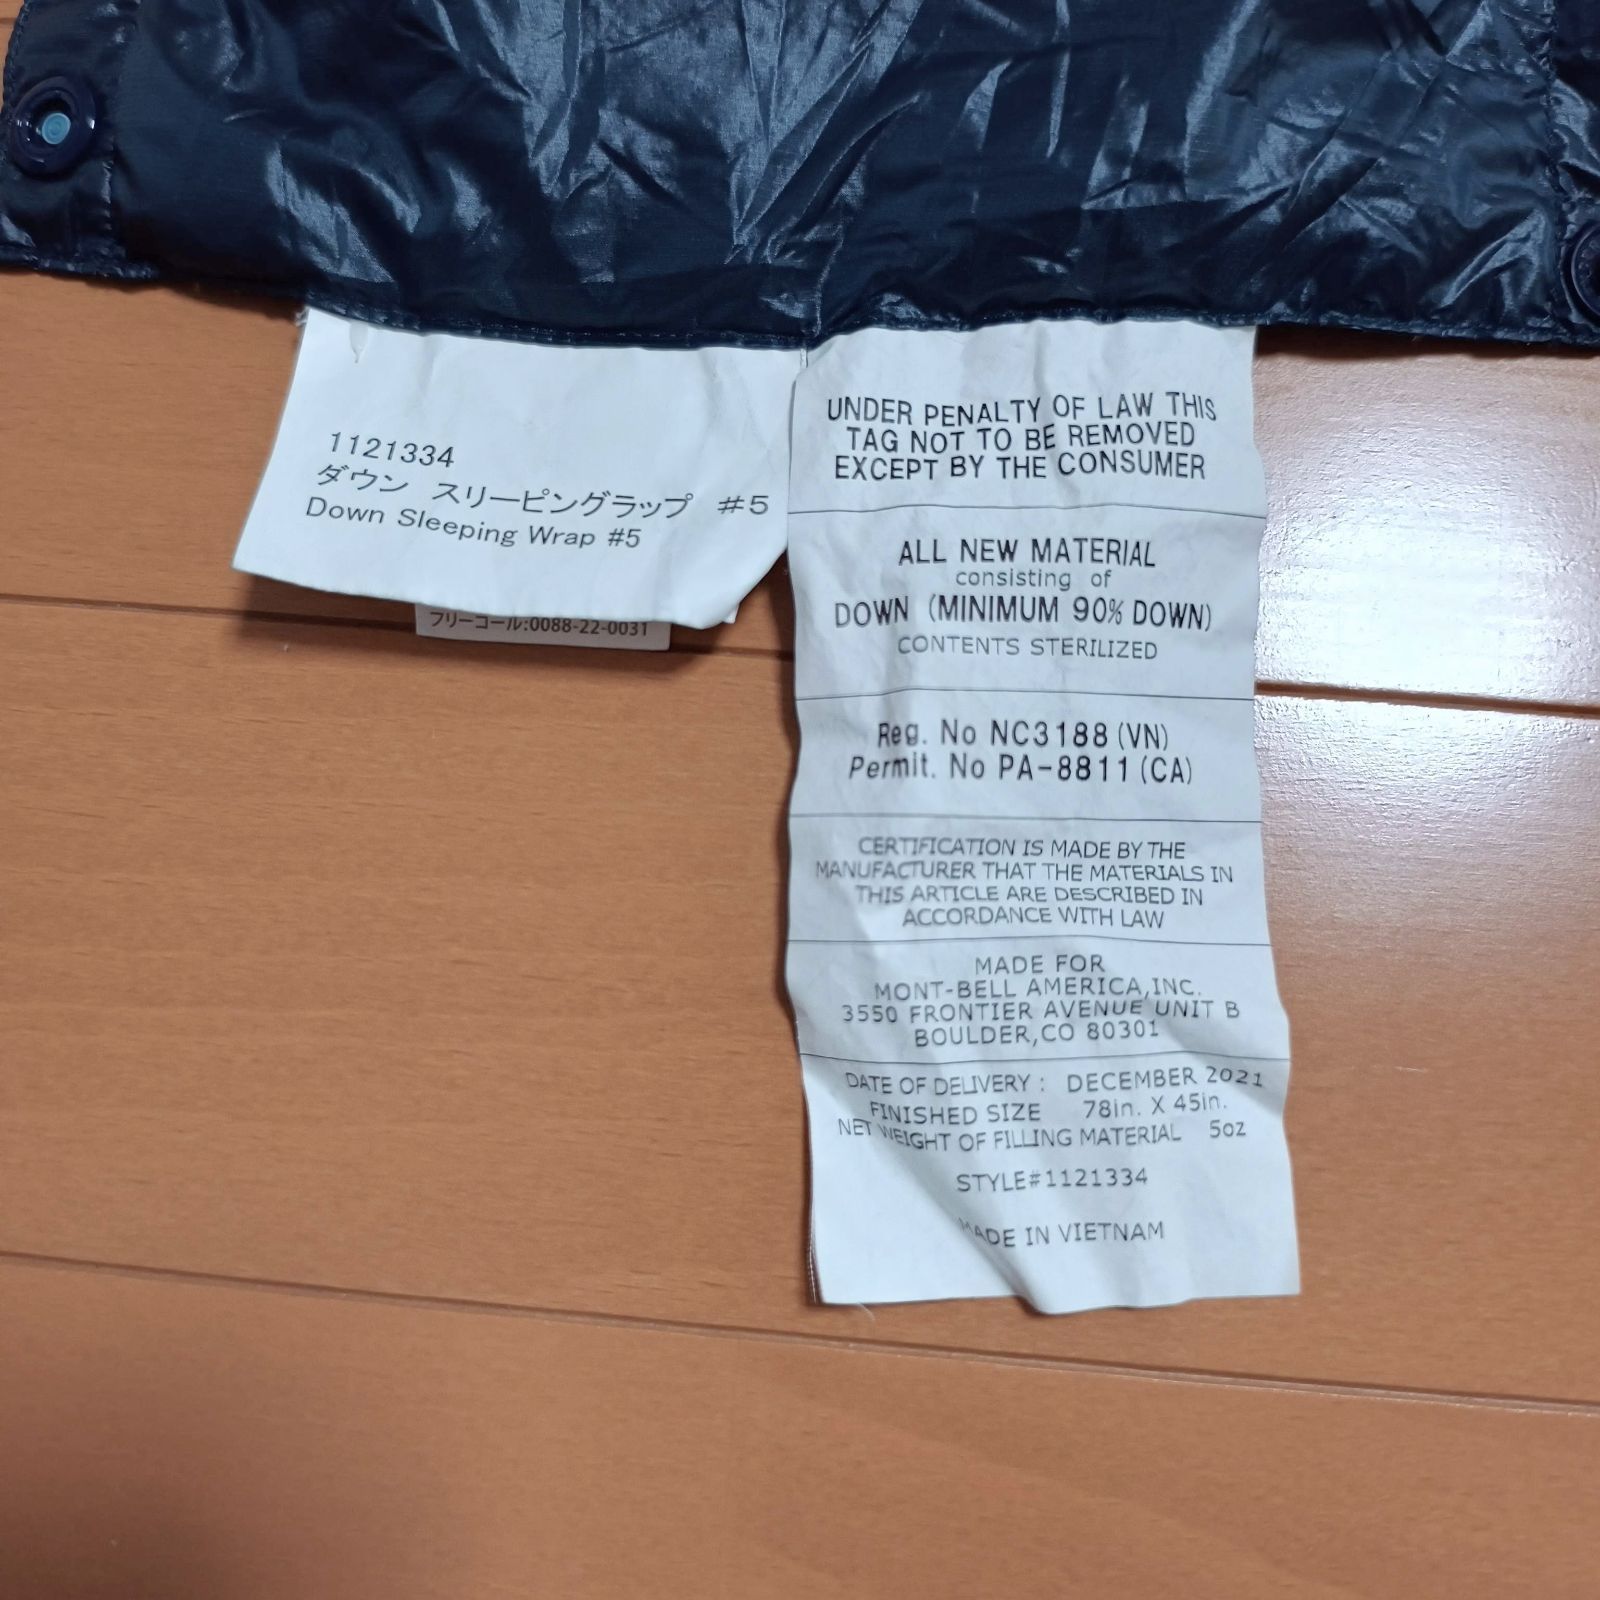 1121334
ダウン スリーピングラップ #5
Down Sleeping Wrap #5
フリーコール:0088-22-0031
UNDER PENALTY OF LAW THIS
TAG NOT TO BE REMOVED
EXCEPT BY THE CONSUMER
ALL NEW MATERIAL
consisting of
DOWN (MINIMUM 90% DOWN)
CONTENTS STERILIZED
Reg. No NC3188 (VN)
Permit. No PA-8811 (CA)
CERTIFICATION IS MADE BY THE
MANUFACTURER THAT THE MATERIALS IN
THIS ARTICLE ARE DESCRIBED IN
ACCORDANCE WITH LAW
MADE FOR
MONT-BELL AMERICA,INC.
3550 FRONTIER AVENUE UNIT B
BOULDER,CO 80301
DATE OF DELIVERY : DECEMBER 2021
FINISHED SIZE 78in. X 45in.
NET WEIGHT OF FILLING MATERIAL 5oz
STYLE#1121334
MADE IN VIETNAM